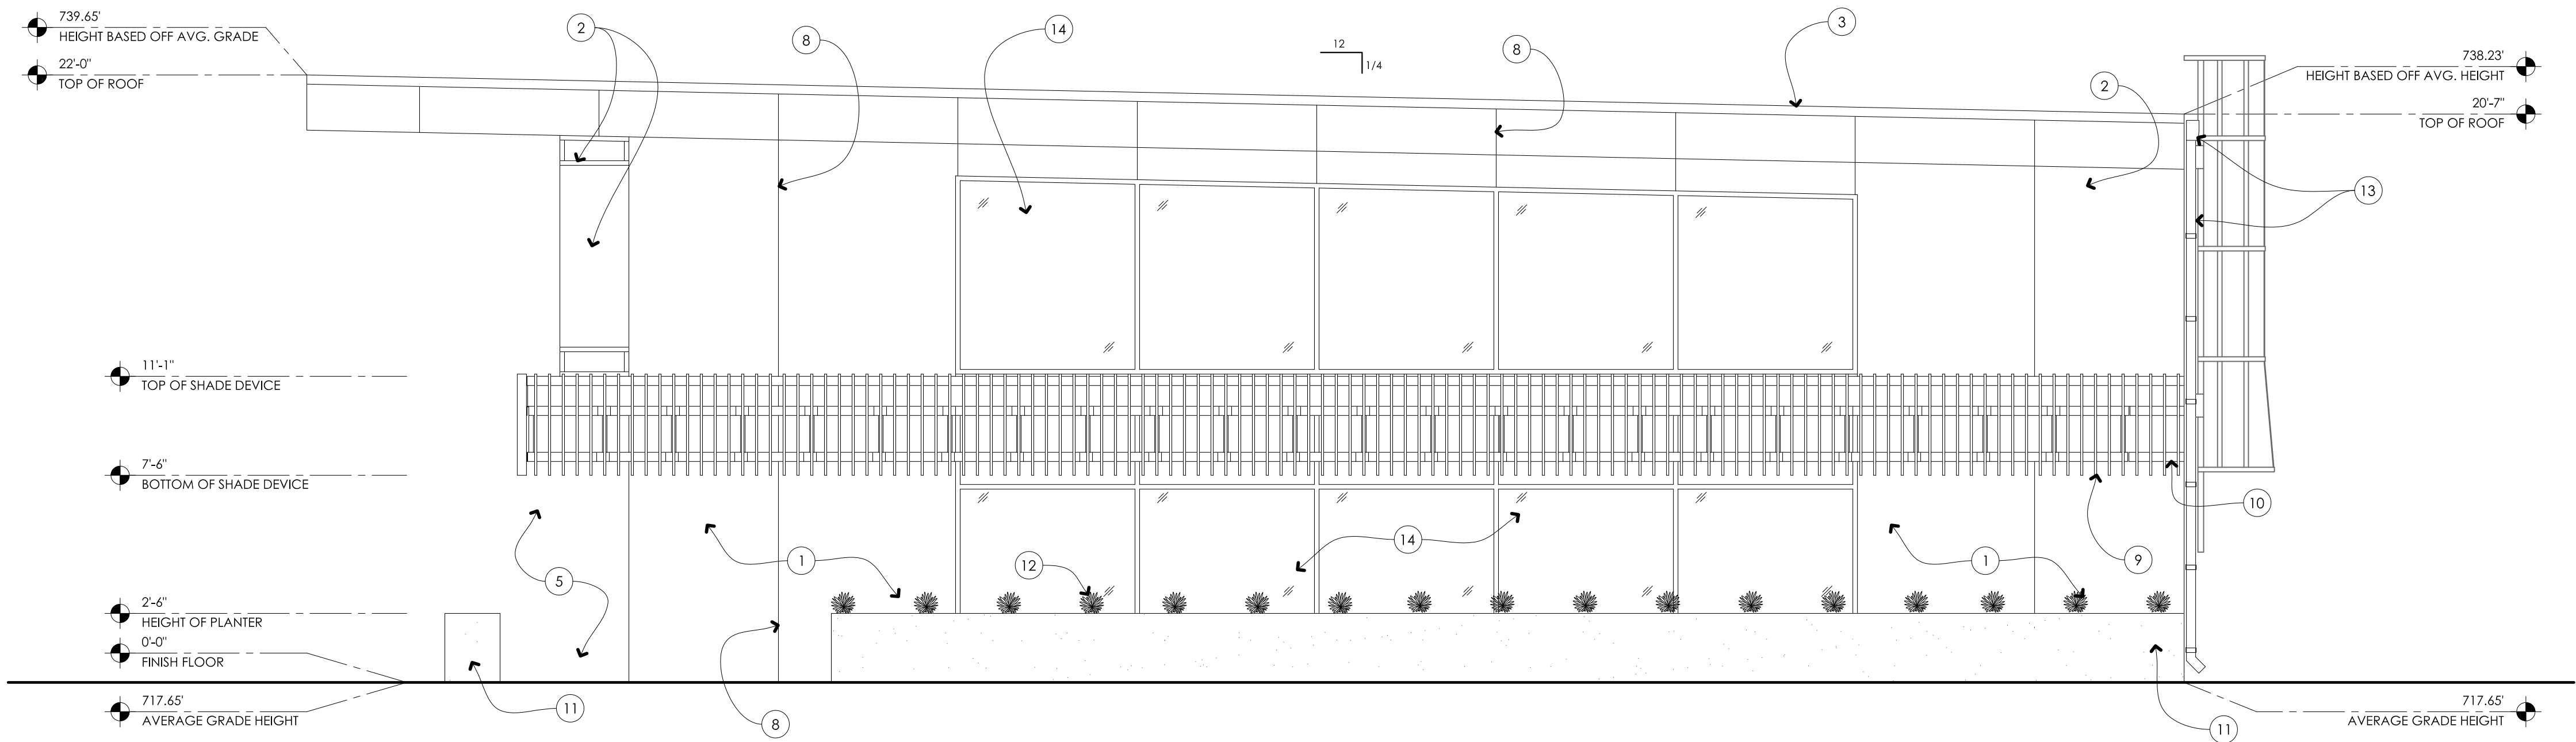 739.65'
HEIGHT BASED OFF AVG. GRADE
22'-0"
TOP OF ROOF
2
8
14
12
1/4
8
3
2
738.23'
HEIGHT BASED OFF AVG. HEIGHT
20'-7"
TOP OF ROOF
13
11'-1"
TOP OF SHADE DEVICE
7'-6"
BOTTOM OF SHADE DEVICE
10
5
1
12
14
1
9
2'-6"
HEIGHT OF PLANTER
0'-0"
FINISH FLOOR
717.65'
AVERAGE GRADE HEIGHT
11
8
11
717.65'
AVERAGE GRADE HEIGHT